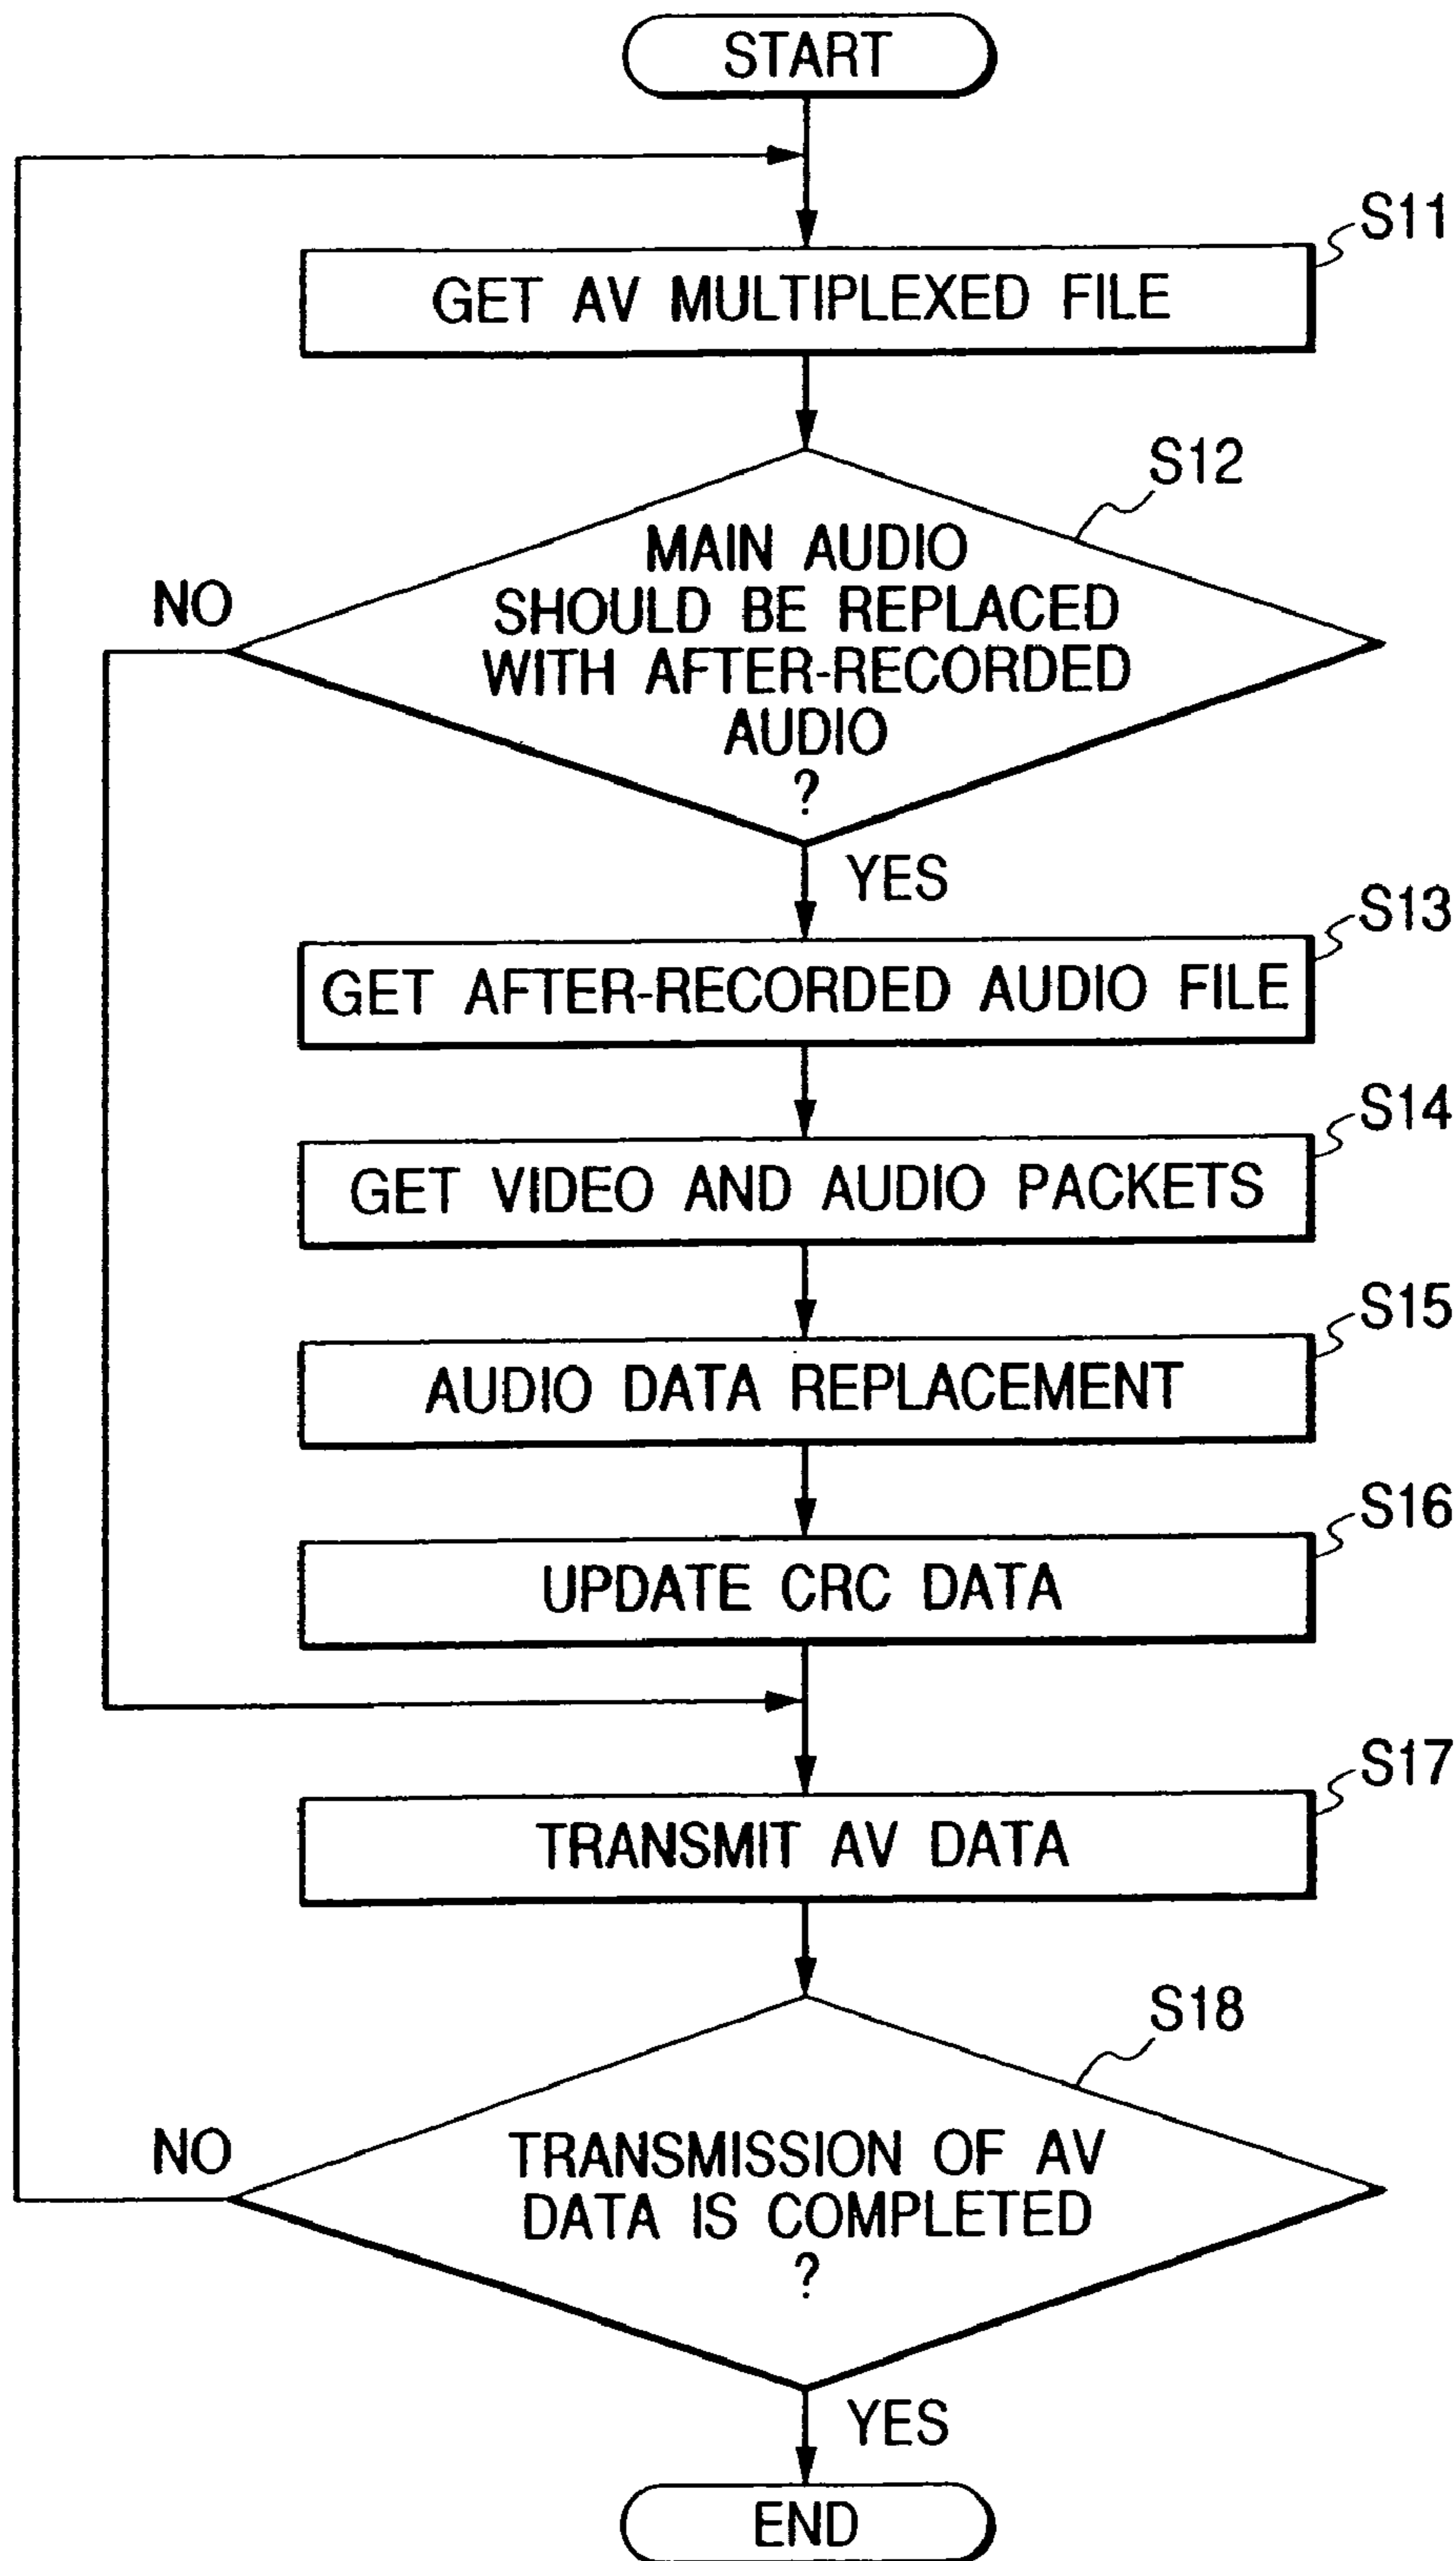 START
S11
GET AV MULTIPLEXED FILE
S12
MAIN AUDIO
SHOULD BE REPLACED
WITH AFTER-RECORDED
AUDIO
?
NO
YES
S13
GET AFTER-RECORDED AUDIO FILE
S14
GET VIDEO AND AUDIO PACKETS
S15
AUDIO DATA REPLACEMENT
S16
UPDATE CRC DATA
S17
TRANSMIT AV DATA
S18
TRANSMISSION OF AV
DATA IS COMPLETED
?
NO
YES
END